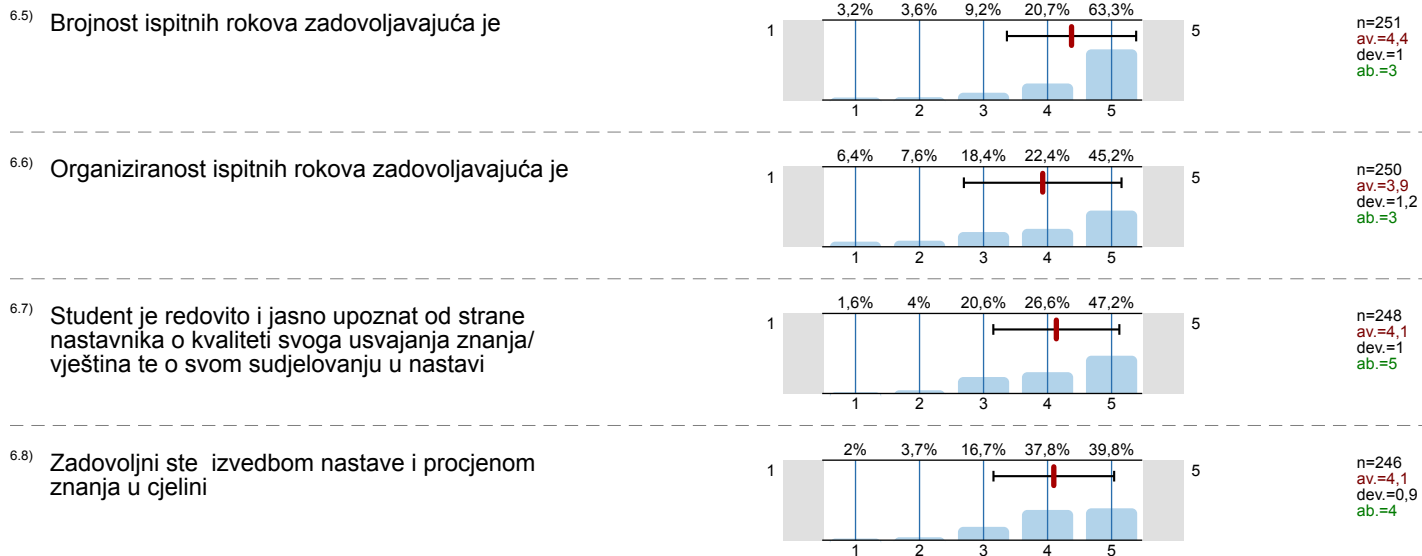 6.5) Brojnost ispitnih rokova zadovoljavajuća je
3,2% 3,6% 9,2% 20,7% 63,3%
1 5
1 2 3 4 5
n=251
av.=4,4
dev.=1
ab.=3
6.6) Organiziranost ispitnih rokova zadovoljavajuća je
6,4% 7,6% 18,4% 22,4% 45,2%
1 5
1 2 3 4 5
n=250
av.=3,9
dev.=1,2
ab.=3
6.7) Student je redovito i jasno upoznat od strane
nastavnika o kvaliteti svoga usvajanja znanja/
vještina te o svom sudjelovanju u nastavi
1,6% 4% 20,6% 26,6% 47,2%
1 5
1 2 3 4 5
n=248
av.=4,1
dev.=1
ab.=5
6.8) Zadovoljni ste izvedbom nastave i procjenom
znanja u cjelini
2% 3,7% 16,7% 37,8% 39,8%
1 5
1 2 3 4 5
n=246
av.=4,1
dev.=0,9
ab.=4